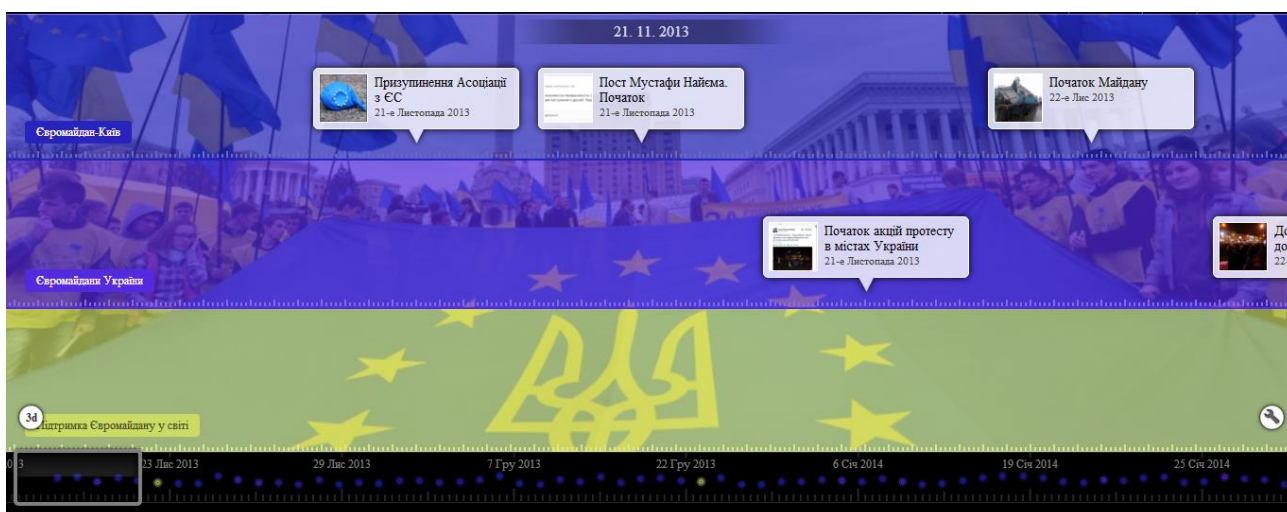 21. 11. 2013
Призупинення Асоціації
з ЄС
21-е Листопада 2013
Пост Мустафи Найєма.
Початок
21-е Листопада 2013
Початок Майдану
22-е Лис 2013
Євромайдан-Київ
Початок акцій протесту
в містах України
21-е Листопада 2013
До
до
22-
Євромайдани України
3d
Підтримка Євромайдану у світі
23 Лис 2013
29 Лис 2013
7 Гру 2013
22 Гру 2013
6 Січ 2014
19 Січ 2014
25 Січ 2014